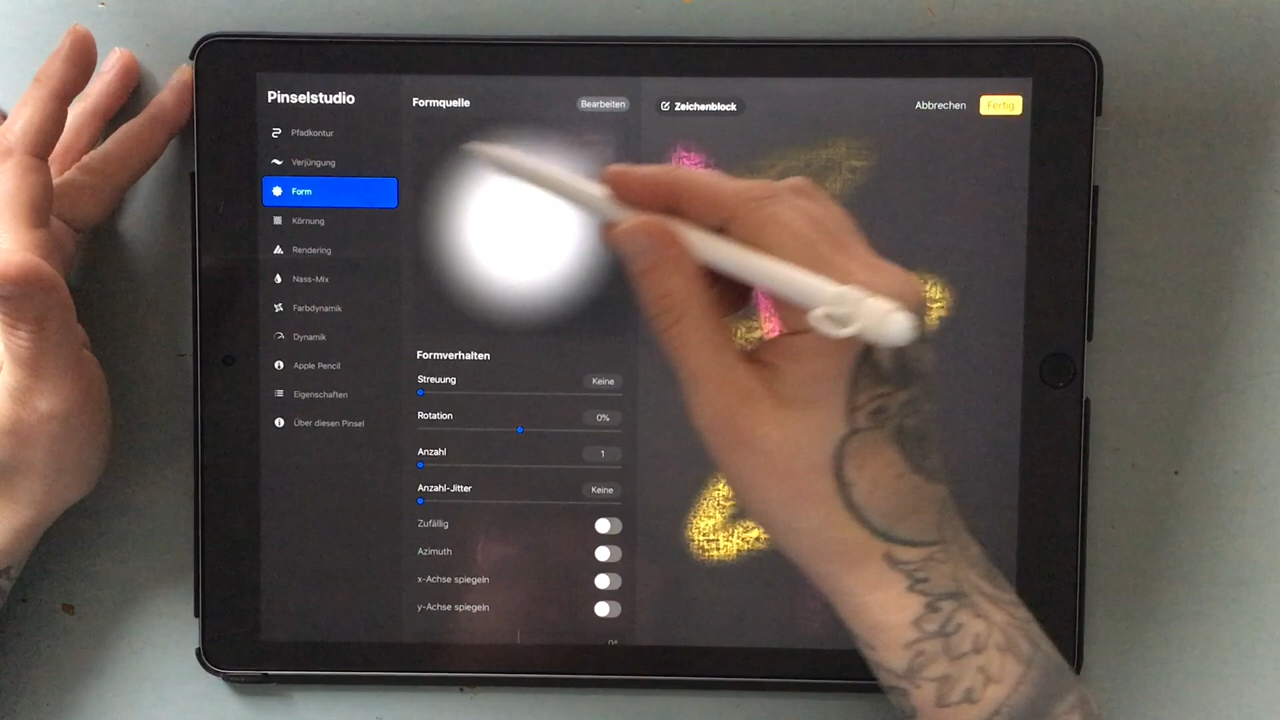 Pinselstudio
Pfadkontur
Verjüngung
Form
Körnung
Rendering
Nass-Mix
Farbdynamik
Dynamik
Apple Pencil
Eigenschaften
Über diesen Pinsel
Formquelle
Bearbeiten
Formverhalten
Streuung
Keine
Rotation
0%
Anzahl
1
Anzahl-Jitter
Keine
Zufällig
Azimuth
x-Achse spiegeln
y-Achse spiegeln
0°
Zeichenblock
Abbrechen
Fertig